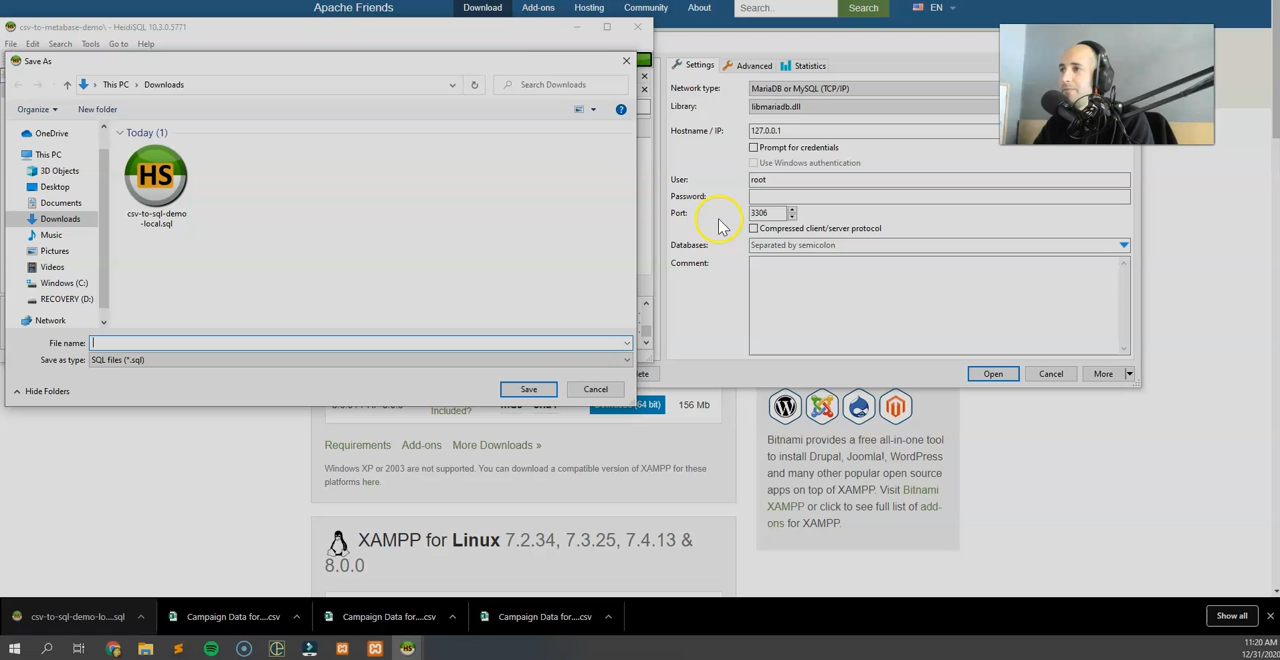 Apache Friends
Download
Add-ons
Hosting
Community
About
Search..
Search
EN
csv-to-metabase-demo\ - HeidiSQL 10.3.0.5771
File Edit Search Tools Go to Help
Save As
This PC > Downloads
Search Downloads
Organize
New folder
OneDrive
This PC
3D Objects
Desktop
Documents
Downloads
Music
Pictures
Videos
Windows (C:)
RECOVERY (D:)
Network
Today (1)
HS
csv-to-sql-demo
-local.sql
File name:
Save as type: SQL files (*.sql)
Hide Folders
Save
Cancel
Settings
Advanced
Statistics
Network type: MariaDB or MySQL (TCP/IP)
Library: libmariadb.dll
Hostname / IP: 127.0.0.1
Prompt for credentials
Use Windows authentication
User: root
Password:
Port: 3306
Compressed client/server protocol
Databases: Separated by semicolon
Comment:
Open
Cancel
More
Included?
(64 bit)
156 Mb
Requirements
Add-ons
More Downloads »
Windows XP or 2003 are not supported. You can download a compatible version of XAMPP for these
platforms here.
XAMPP for Linux 7.2.34, 7.3.25, 7.4.13 &
8.0.0
Bitnami provides a free all-in-one tool
to install Drupal, Joomla!, WordPress
and many other popular open source
apps on top of XAMPP. Visit Bitnami
XAMPP or click to see full list of add-
ons for XAMPP.
csv-to-sql-demo-lo....sql
Campaign Data for....csv
Campaign Data for....csv
Campaign Data for....csv
Show all
HS
11:20 AM
12/31/2020